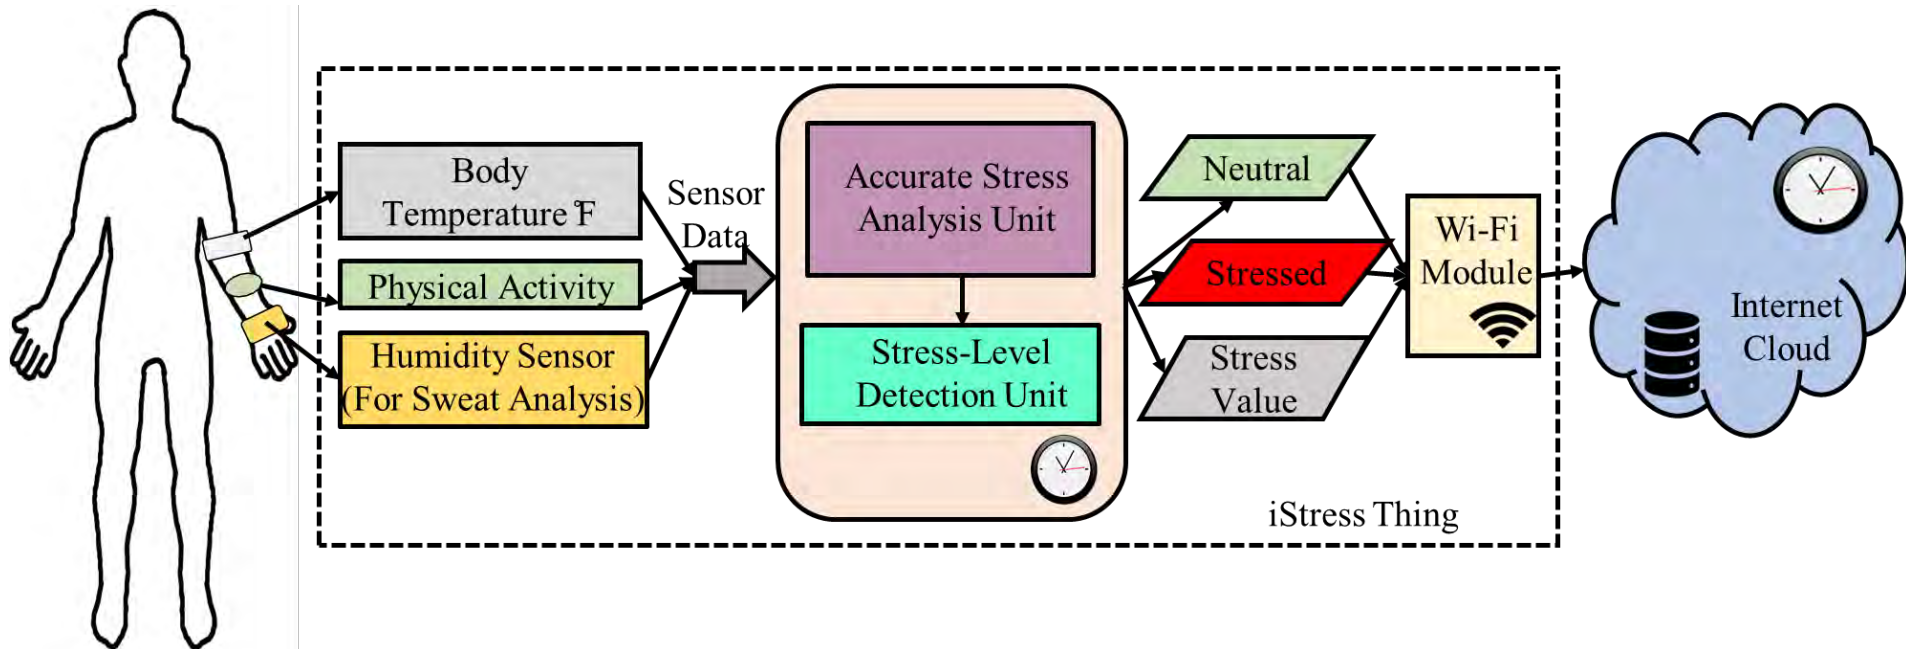 Body
Temperature °F
Physical Activity
Humidity Sensor
(For Sweat Analysis)
Sensor
Data
Accurate Stress
Analysis Unit
Stress-Level
Detection Unit
Neutral
Stressed
Stress
Value
Wi-Fi
Module
iStress Thing
Internet
Cloud